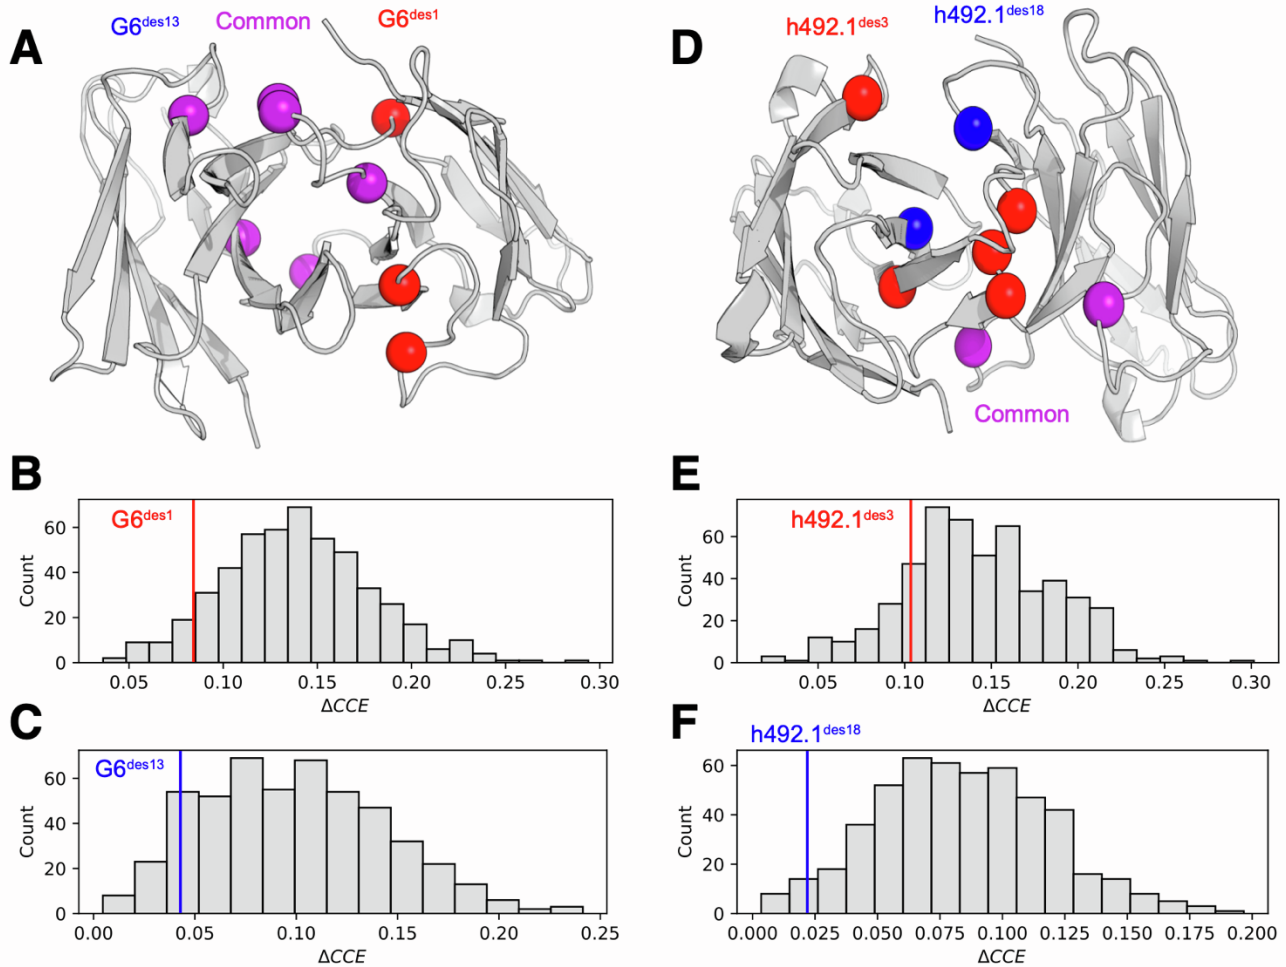 A
G6des13
Common
G6des1
D
h492.1des3
h492.1des18
Common
B
G6des1
Count
60
40
20
0
0.05
0.10
0.15
0.20
0.25
0.30
ΔCCE
E
h492.1des3
Count
60
40
20
0
0.05
0.10
0.15
0.20
0.25
0.30
ΔCCE
C
G6des13
Count
60
40
20
0
0.00
0.05
0.10
0.15
0.20
0.25
ΔCCE
F
h492.1des18
Count
60
40
20
0
0.000
0.025
0.050
0.075
0.100
0.125
0.150
0.175
0.200
ΔCCE